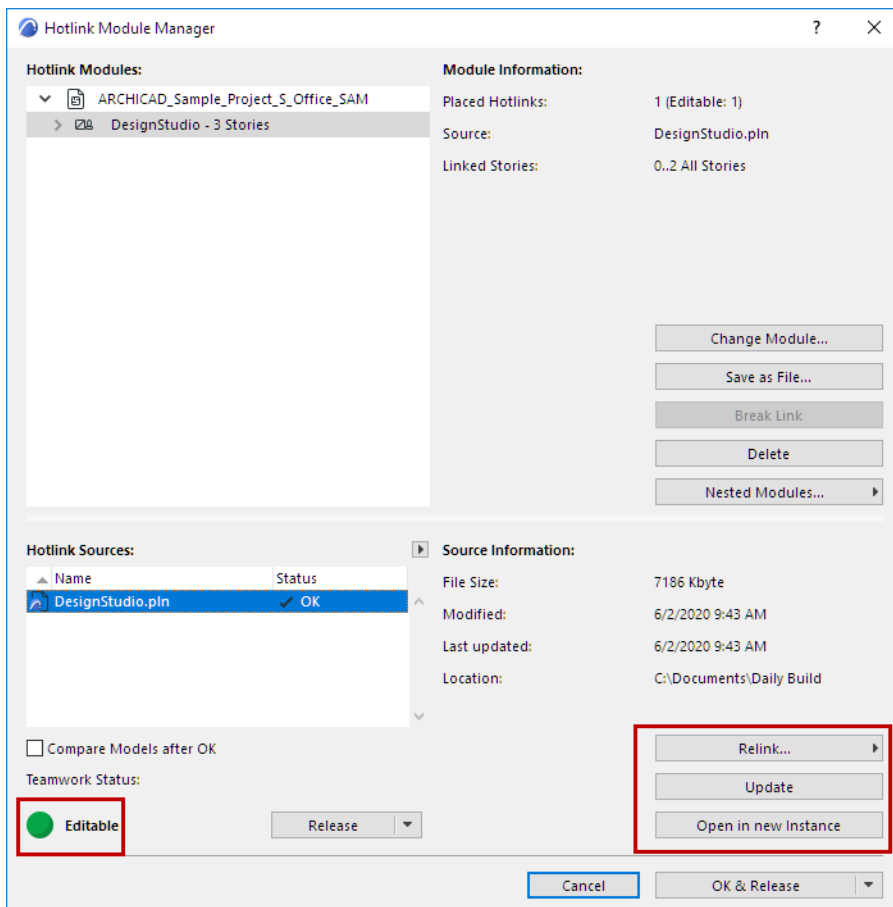 Hotlink Module Manager
?
Hotlink Modules:
ARCHICAD_Sample_Project_S_Office_SAM
DesignStudio - 3 Stories
Module Information:
Placed Hotlinks: 1 (Editable: 1)
Source: DesignStudio.pln
Linked Stories: 0..2 All Stories
Change Module...
Save as File...
Break Link
Delete
Nested Modules...
Hotlink Sources:
Name Status
DesignStudio.pln OK
Source Information:
File Size: 7186 Kbyte
Modified: 6/2/2020 9:43 AM
Last updated: 6/2/2020 9:43 AM
Location: C:\Documents\Daily Build
Compare Models after OK
Teamwork Status:
Editable
Release
Relink...
Update
Open in new Instance
Cancel
OK & Release